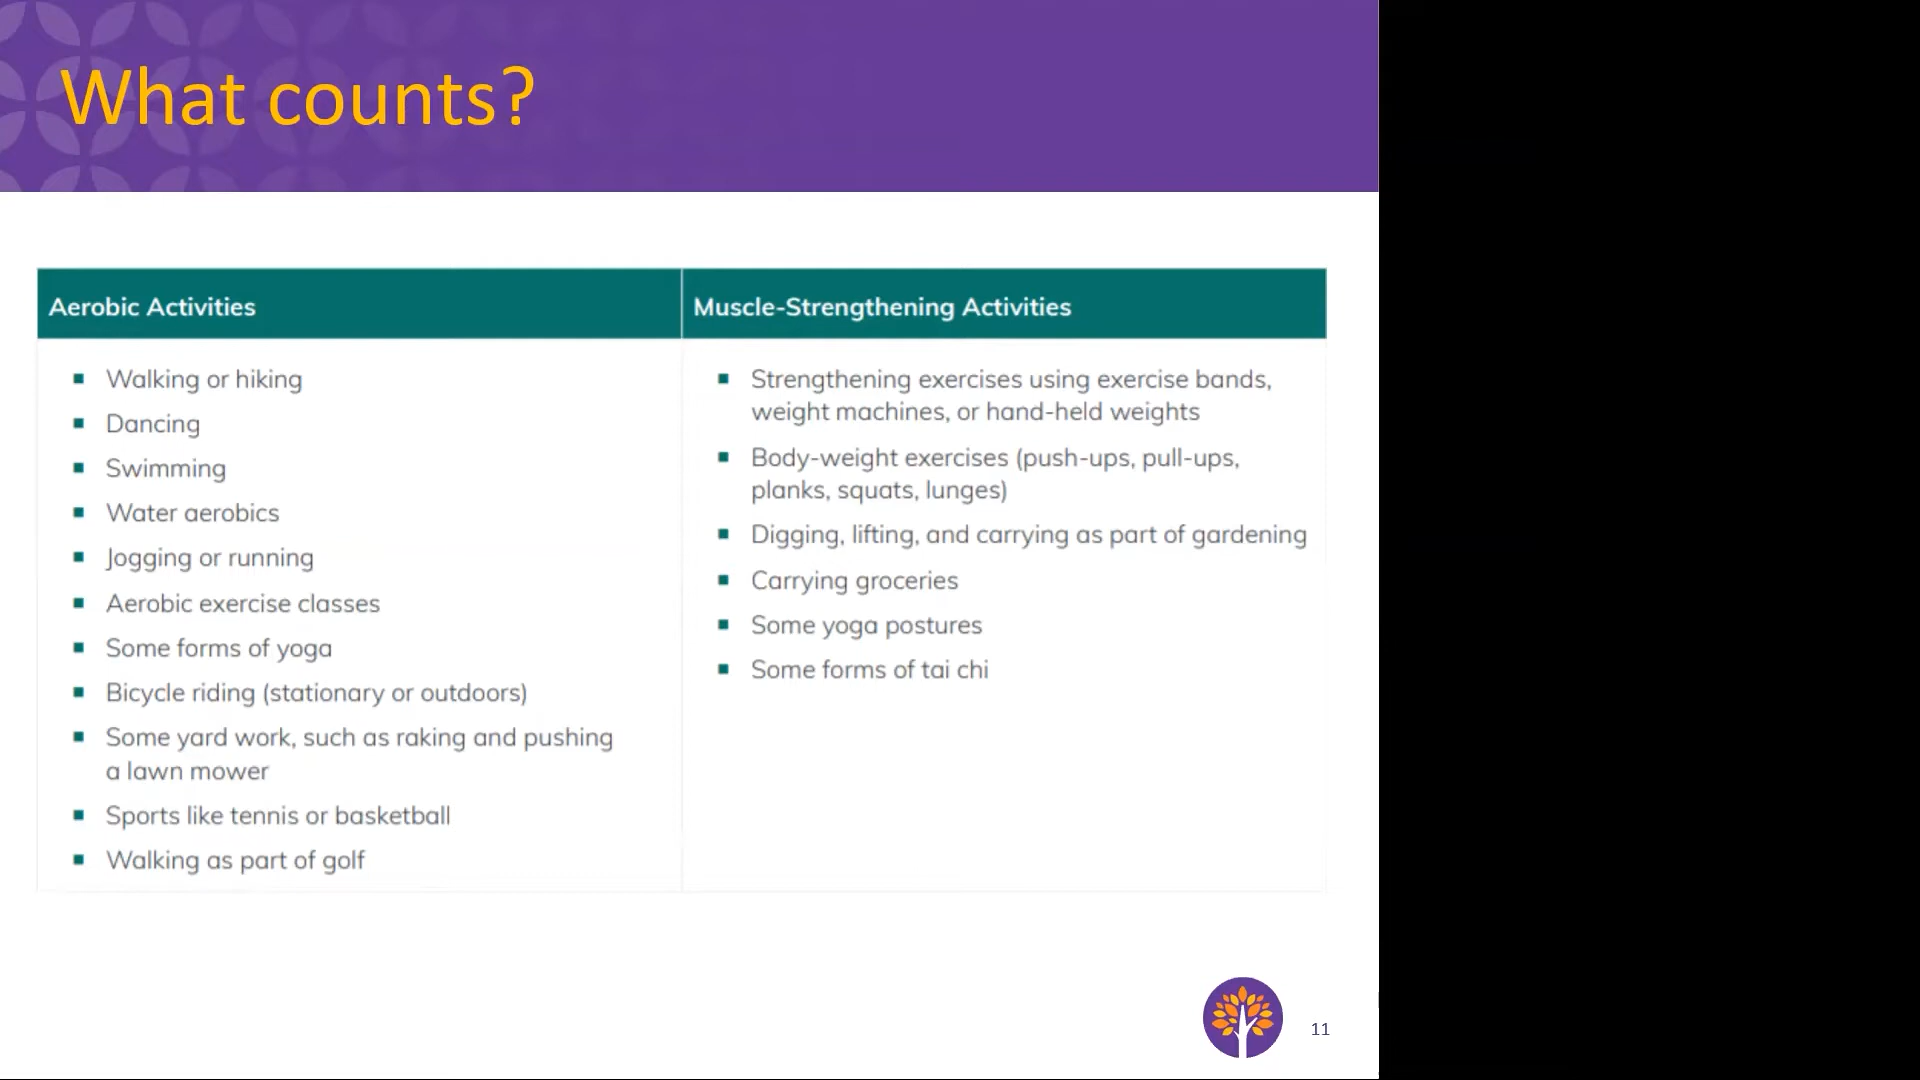 What counts?
Aerobic Activities
Walking or hiking
Dancing
Swimming
Water aerobics
Jogging or running
Aerobic exercise classes
Some forms of yoga
Bicycle riding (stationary or outdoors)
Some yard work, such as raking and pushing
a lawn mower
Sports like tennis or basketball
Walking as part of golf
Muscle-Strengthening Activities
Strengthening exercises using exercise bands,
weight machines, or hand-held weights
Body-weight exercises (push-ups, pull-ups,
planks, squats, lunges)
Digging, lifting, and carrying as part of gardening
Carrying groceries
Some yoga postures
Some forms of tai chi
11